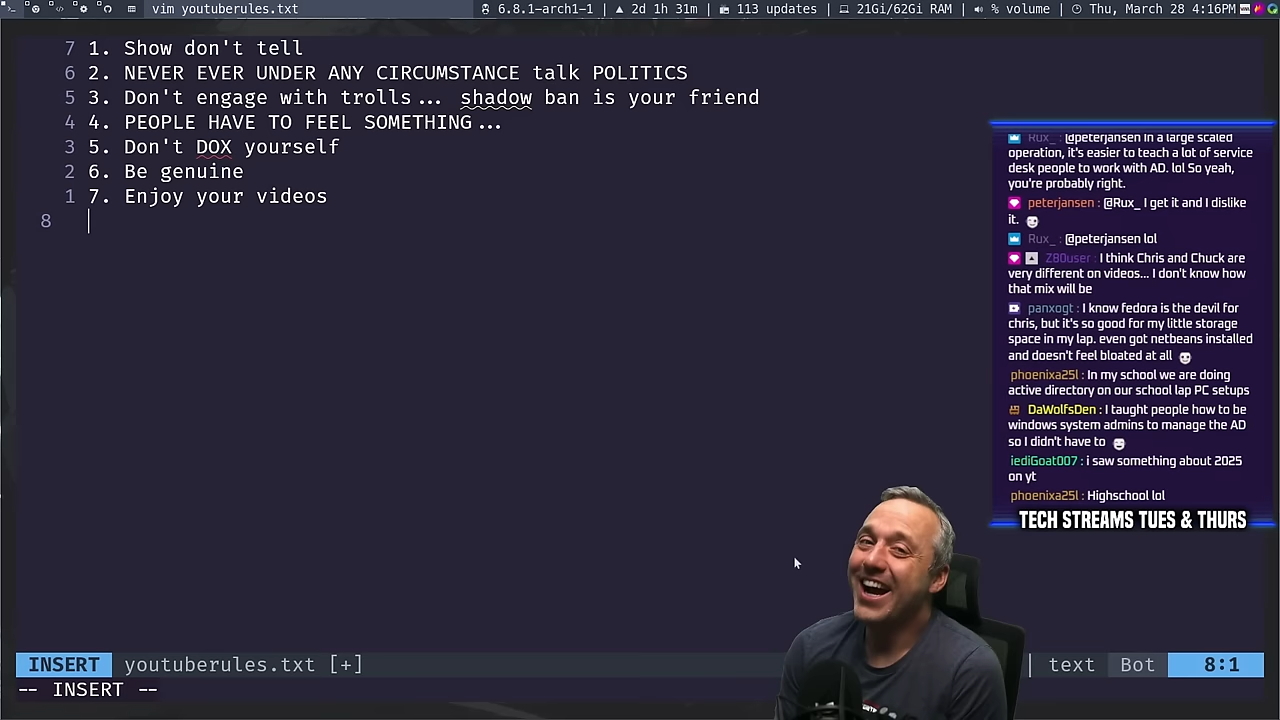 vim youtuberules.txt
6.8.1-arch1-1 | ▲ 2d 1h 31m | 113 updates | 21Gi/62Gi RAM | % volume | Thu, March 28 4:16PM
7 1. Show don't tell
6 2. NEVER EVER UNDER ANY CIRCUMSTANCE talk POLITICS
5 3. Don't engage with trolls... shadow ban is your friend
4 4. PEOPLE HAVE TO FEEL SOMETHING...
3 5. Don't DOX yourself
2 6. Be genuine
1 7. Enjoy your videos
8
Rux_ : @peterjansen In a large scaled
operation, it's easier to teach a lot of service
desk people to work with AD. lol So yeah,
you're probably right.
peterjansen : @Rux_ I get it and I dislike
it.
Rux_ : @peterjansen lol
Z80user : I think Chris and Chuck are
very different on videos... I don't know how
that mix will be
panxogt : I know fedora is the devil for
chris, but it's so good for my little storage
space in my lap. even got netbeans installed
and doesn't feel bloated at all
phoenixa25l : In my school we are doing
active directory on our school lap PC setups
DaWolfsDen : I taught people how to be
windows system admins to manage the AD
so I didn't have to
iediGoat007 : i saw something about 2025
on yt
phoenixa25l : Highschool lol
TECH STREAMS TUES & THURS
INSERT youtuberules.txt [+] text Bot 8:1
-- INSERT --